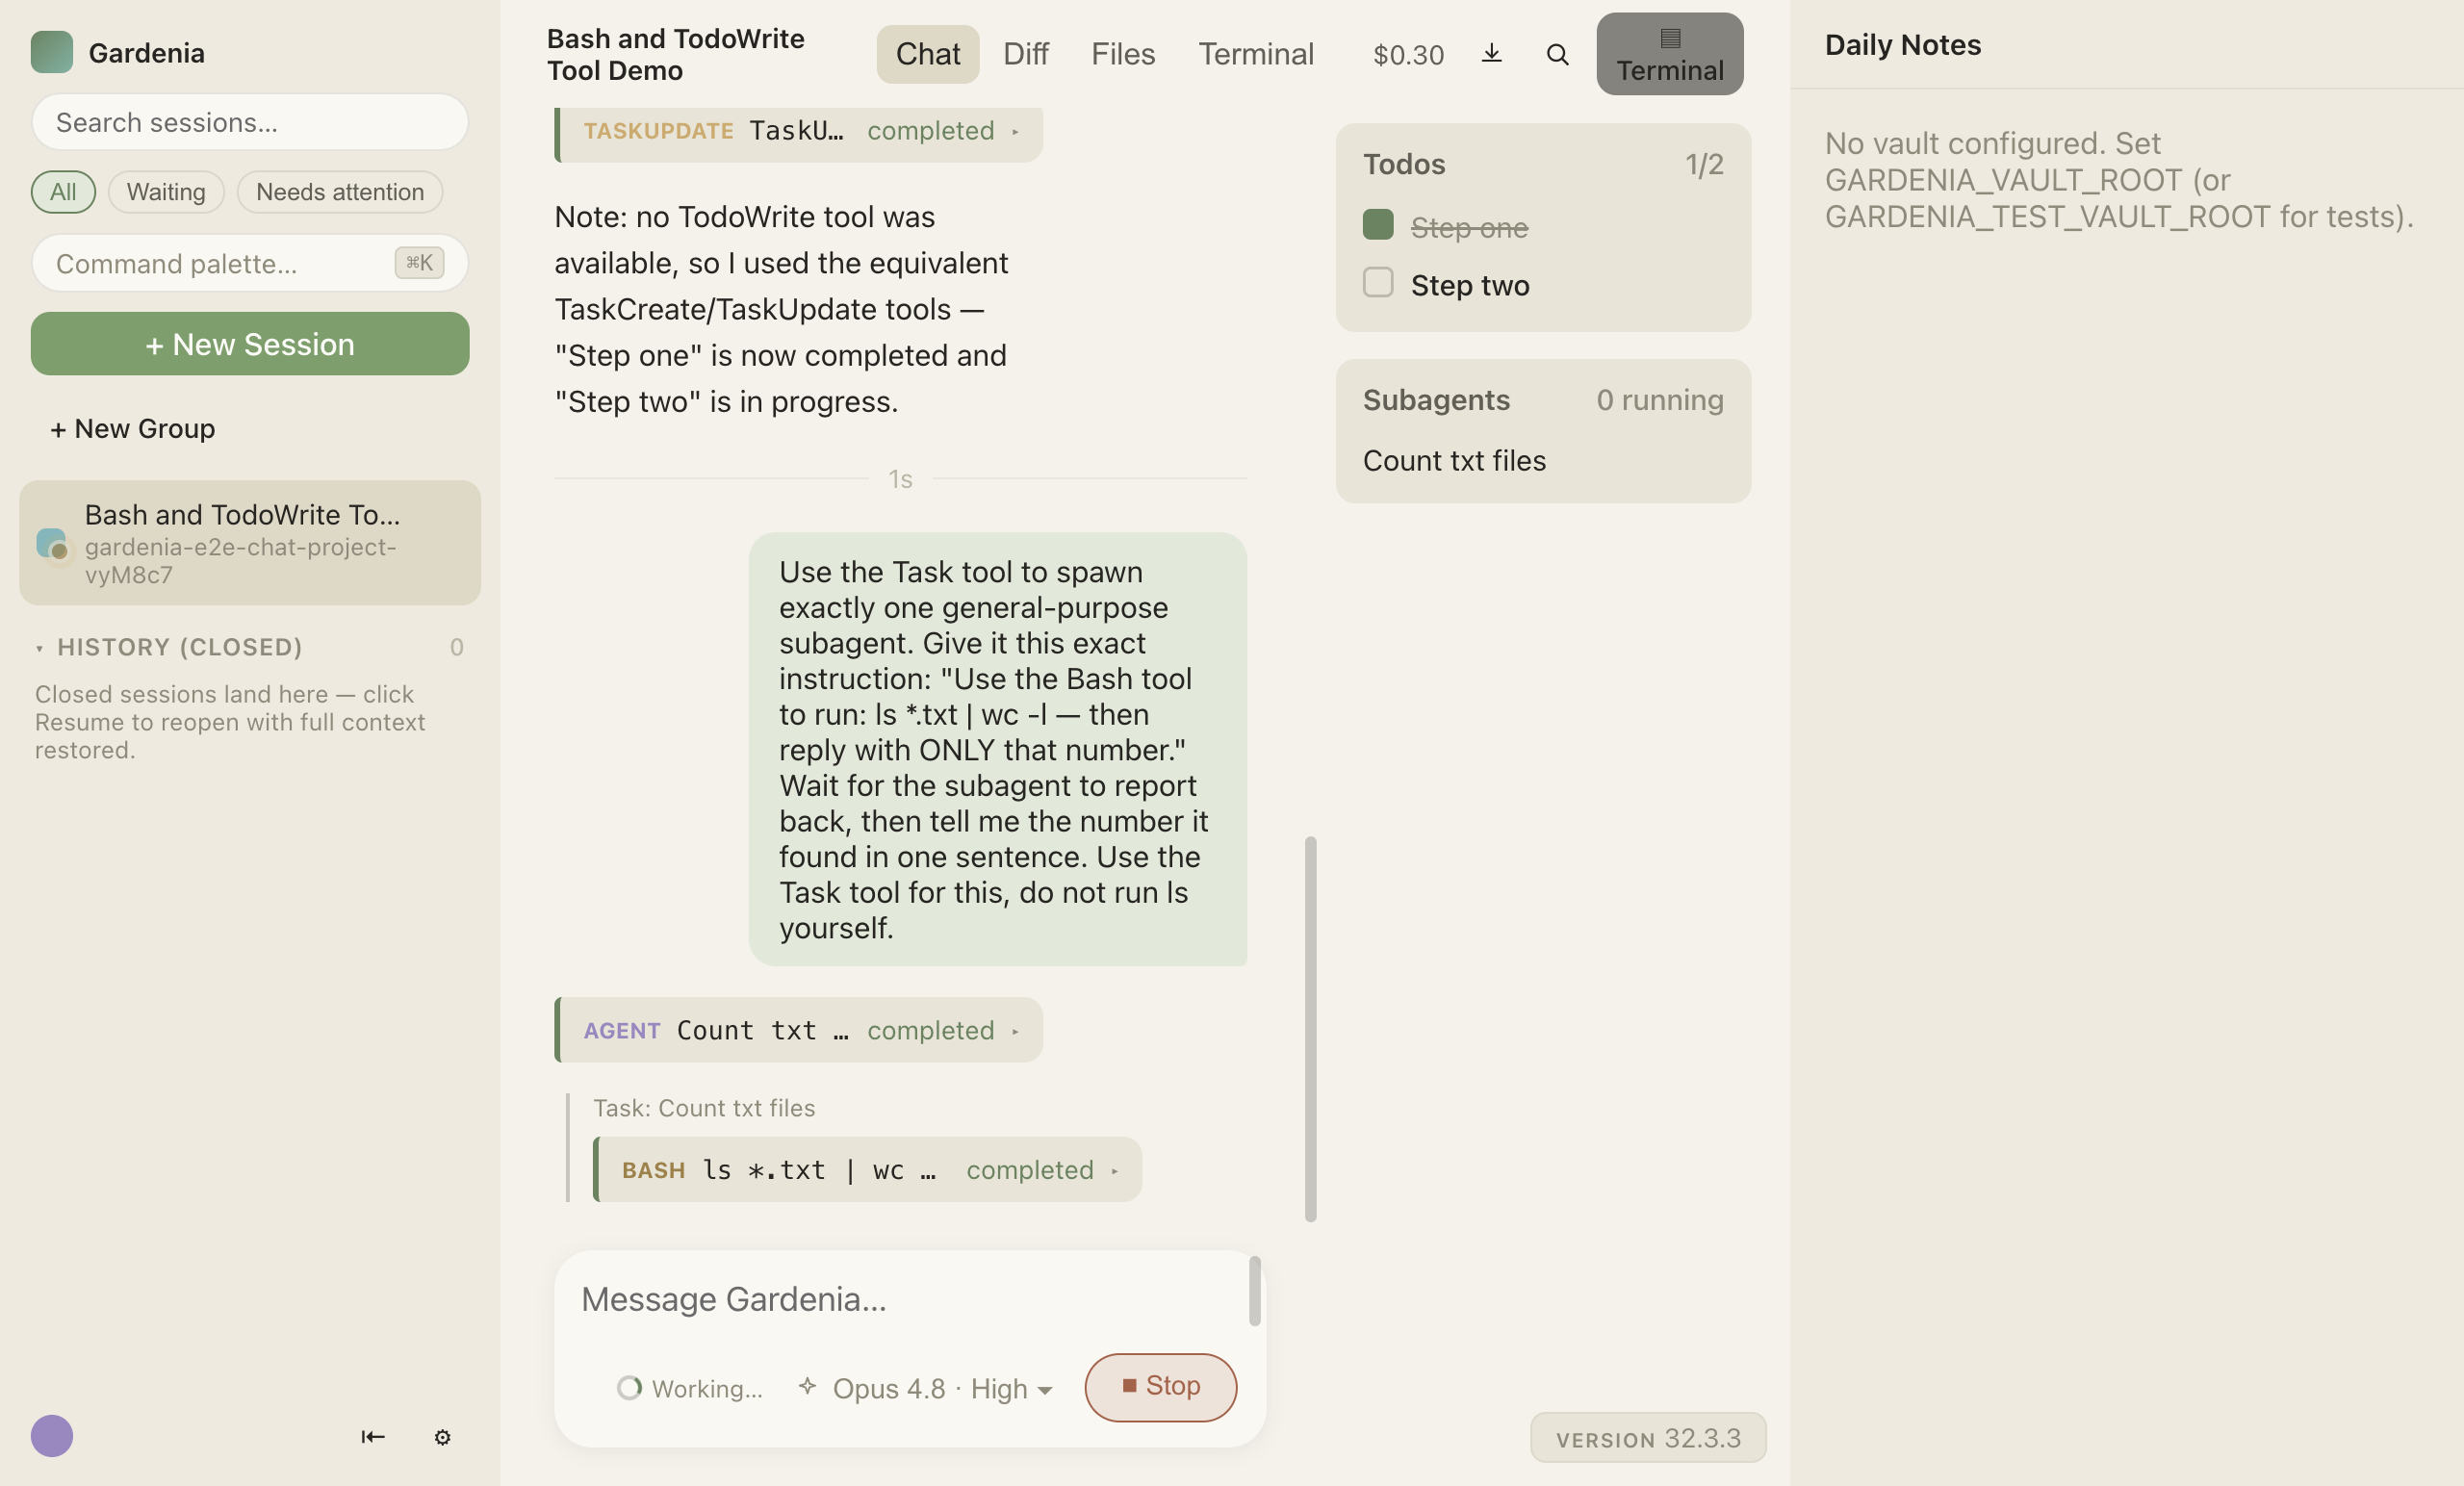 Gardenia
Search sessions...
All
Waiting
Needs attention
Command palette...
⌘K
+ New Session
+ New Group
Bash and TodoWrite To...
gardenia-e2e-chat-project-
vyM8c7
HISTORY (CLOSED)
0
Closed sessions land here — click
Resume to reopen with full context
restored.
Bash and TodoWrite
Tool Demo
Chat
Diff
Files
Terminal
$0.30
Terminal
TASKUPDATE TaskU… completed
Note: no TodoWrite tool was
available, so I used the equivalent
TaskCreate/TaskUpdate tools —
"Step one" is now completed and
"Step two" is in progress.
1s
Use the Task tool to spawn
exactly one general-purpose
subagent. Give it this exact
instruction: "Use the Bash tool
to run: ls *.txt | wc -l — then
reply with ONLY that number."
Wait for the subagent to report
back, then tell me the number it
found in one sentence. Use the
Task tool for this, do not run ls
yourself.
AGENT Count txt … completed
Task: Count txt files
BASH ls *.txt | wc … completed
Message Gardenia...
Working...
Opus 4.8 · High
Stop
Todos
1/2
Step one
Step two
Subagents
0 running
Count txt files
VERSION 32.3.3
Daily Notes
No vault configured. Set
GARDENIA_VAULT_ROOT (or
GARDENIA_TEST_VAULT_ROOT for tests).